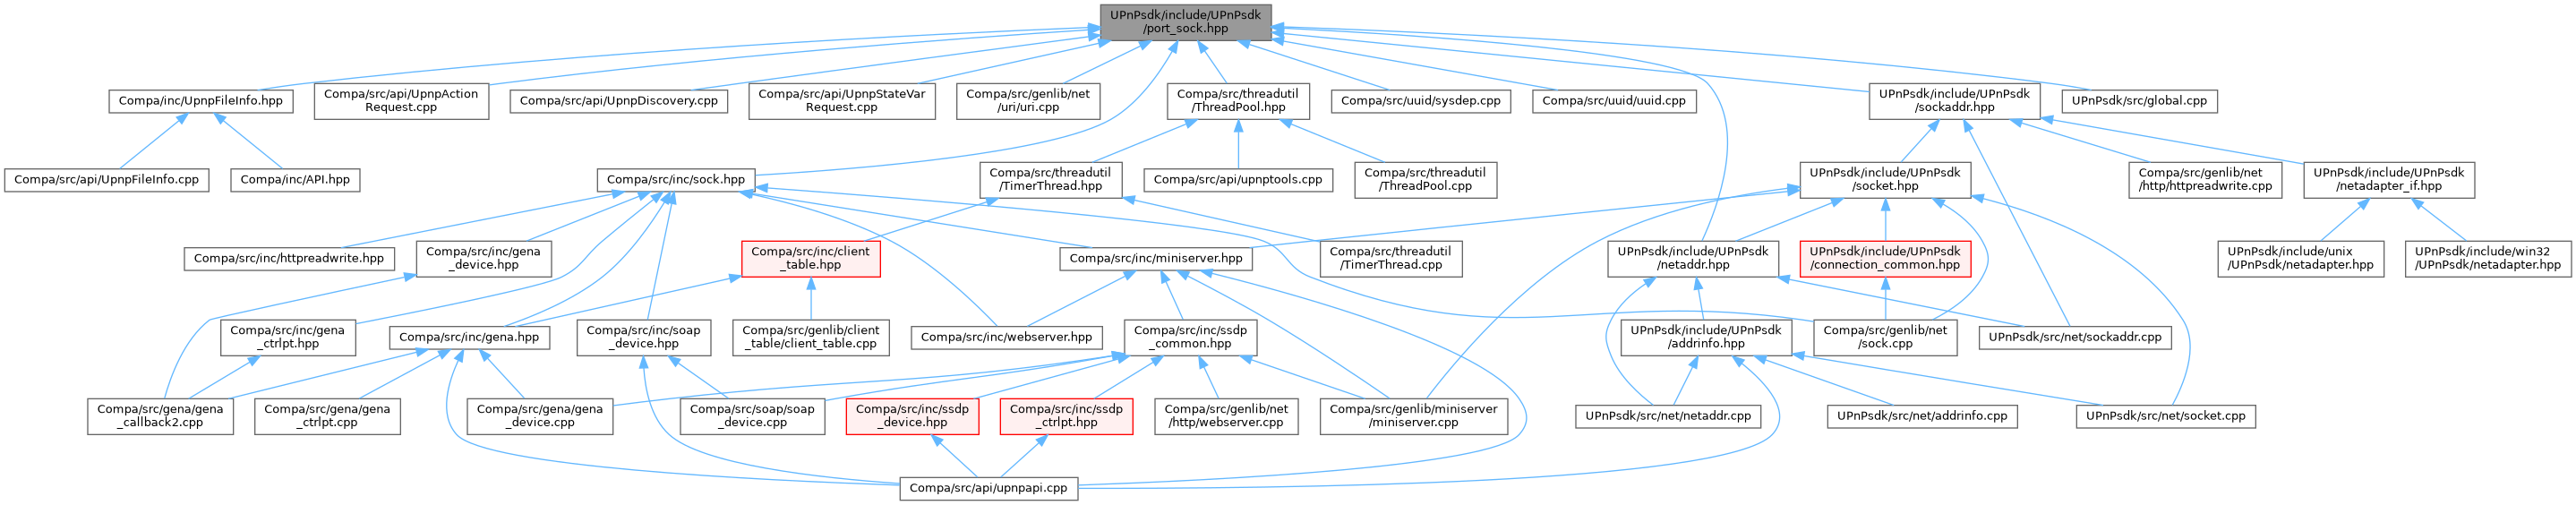 UPnPsdk/include/UPnPsdk
/port_sock.hpp
Compa/inc/UpnpFileInfo.hpp
Compa/src/api/UpnpAction
Request.cpp
Compa/src/api/UpnpDiscovery.cpp
Compa/src/api/UpnpStateVar
Request.cpp
Compa/src/genlib/net
/uri/uri.cpp
Compa/src/threadutil
/ThreadPool.hpp
Compa/src/uuid/sysdep.cpp
Compa/src/uuid/uuid.cpp
UPnPsdk/include/UPnPsdk
/sockaddr.hpp
UPnPsdk/src/global.cpp
Compa/src/api/UpnpFileInfo.cpp
Compa/inc/API.hpp
Compa/src/inc/sock.hpp
Compa/src/threadutil
/TimerThread.hpp
Compa/src/api/upnptools.cpp
Compa/src/threadutil
/ThreadPool.cpp
UPnPsdk/include/UPnPsdk
/socket.hpp
Compa/src/genlib/net
/http/httpreadwrite.cpp
UPnPsdk/include/UPnPsdk
/netadapter_if.hpp
Compa/src/inc/httpreadwrite.hpp
Compa/src/inc/gena
_device.hpp
Compa/src/inc/client
_table.hpp
Compa/src/inc/miniserver.hpp
Compa/src/threadutil
/TimerThread.cpp
UPnPsdk/include/UPnPsdk
/netaddr.hpp
UPnPsdk/include/UPnPsdk
/connection_common.hpp
UPnPsdk/include/unix
/UPnPsdk/netadapter.hpp
UPnPsdk/include/win32
/UPnPsdk/netadapter.hpp
Compa/src/inc/gena
_ctrlpt.hpp
Compa/src/inc/gena.hpp
Compa/src/inc/soap
_device.hpp
Compa/src/genlib/client
_table/client_table.cpp
Compa/src/inc/webserver.hpp
Compa/src/inc/ssdp
_common.hpp
UPnPsdk/include/UPnPsdk
/addrinfo.hpp
Compa/src/genlib/net
/sock.cpp
UPnPsdk/src/net/sockaddr.cpp
Compa/src/gena/gena
_callback2.cpp
Compa/src/gena/gena
_ctrlpt.cpp
Compa/src/gena/gena
_device.cpp
Compa/src/soap/soap
_device.cpp
Compa/src/inc/ssdp
_device.hpp
Compa/src/inc/ssdp
_ctrlpt.hpp
Compa/src/genlib/net
/http/webserver.cpp
Compa/src/genlib/miniserver
/miniserver.cpp
UPnPsdk/src/net/netaddr.cpp
UPnPsdk/src/net/addrinfo.cpp
UPnPsdk/src/net/socket.cpp
Compa/src/api/upnpapi.cpp